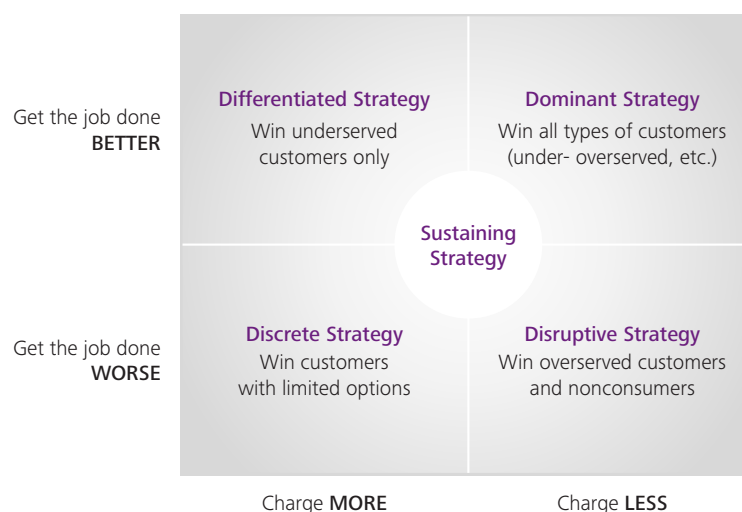 Get the job done
BETTER
Differentiated Strategy
Win underserved
customers only
Dominant Strategy
Win all types of customers
(under- overserved, etc.)
Sustaining
Strategy
Get the job done
WORSE
Discrete Strategy
Win customers
with limited options
Disruptive Strategy
Win overserved customers
and nonconsumers
Charge MORE
Charge LESS